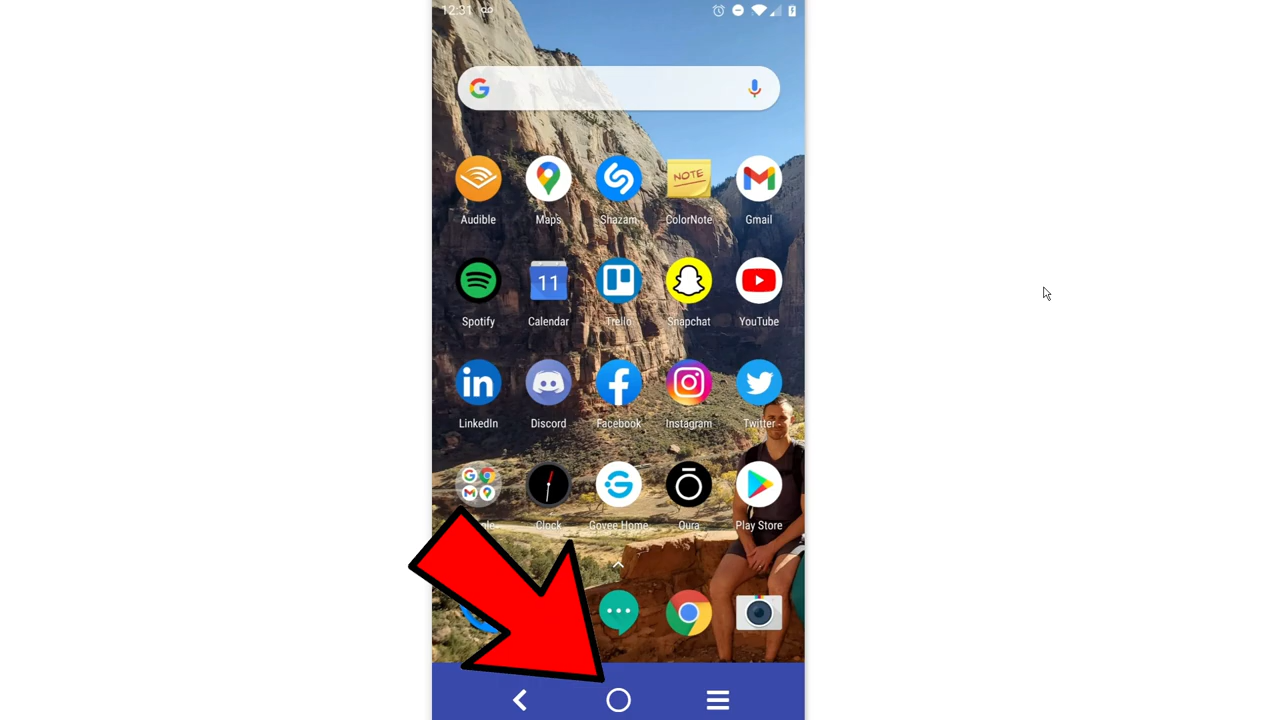 12:31
Audible Maps Shazam ColorNote Gmail
NOTE
Spotify Calendar Trello Snapchat YouTube
11
LinkedIn Discord Facebook Instagram Twitter
Clock Govee Home Oura Play Store